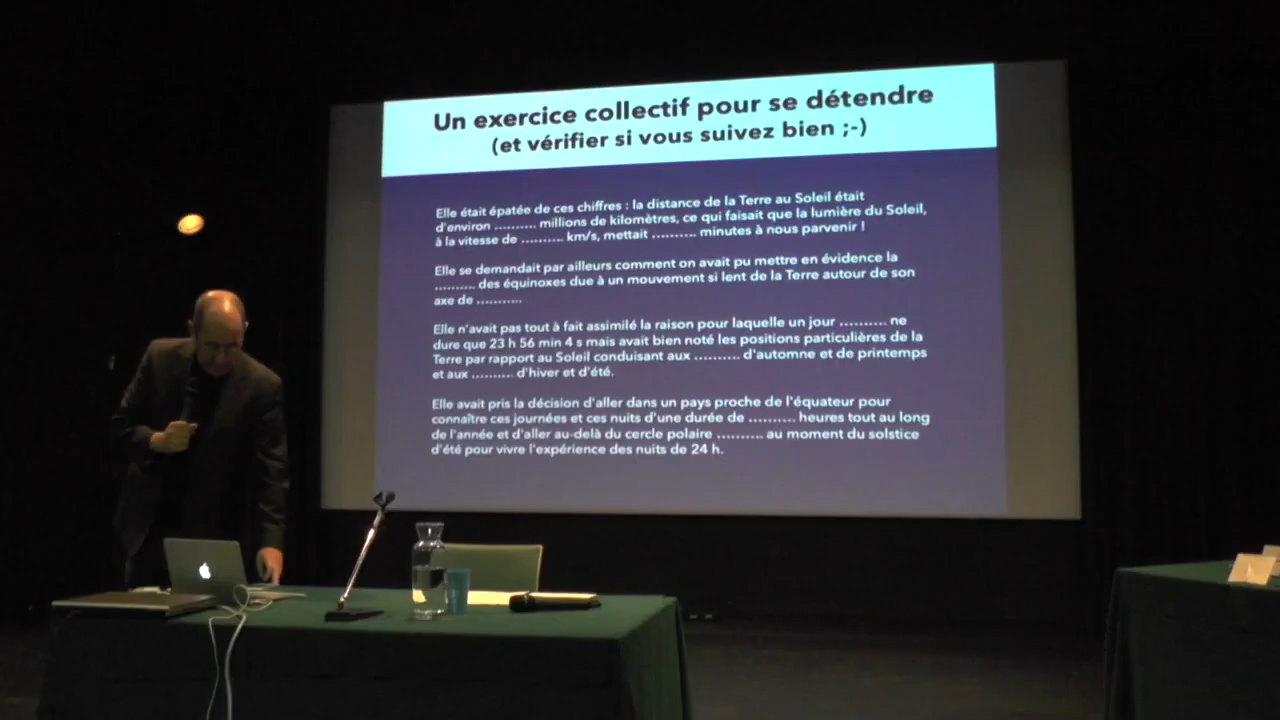 Un exercice collectif pour se détendre
(et vérifier si vous suivez bien ;-)
Elle était épatée de ces chiffres : la distance de la Terre au Soleil était
d'environ .......... millions de kilomètres, ce qui faisait que la lumière du Soleil,
à la vitesse de .......... km/s, mettait .......... minutes à nous parvenir !
Elle se demandait par ailleurs comment on avait pu mettre en évidence la
.......... des équinoxes due à un mouvement si lent de la Terre autour de son
axe de ...........
Elle n'avait pas tout à fait assimilé la raison pour laquelle un jour .......... ne
dure que 23 h 56 min 4 s mais avait bien noté les positions particulières de la
Terre par rapport au Soleil conduisant aux .......... d'automne et de printemps
et aux .......... d'hiver et d'été.
Elle avait pris la décision d'aller dans un pays proche de l'équateur pour
connaître ces journées et ces nuits d'une durée de .......... heures tout au long
de l'année et d'aller au-delà du cercle polaire .......... au moment du solstice
d'été pour vivre l'expérience des nuits de 24 h.